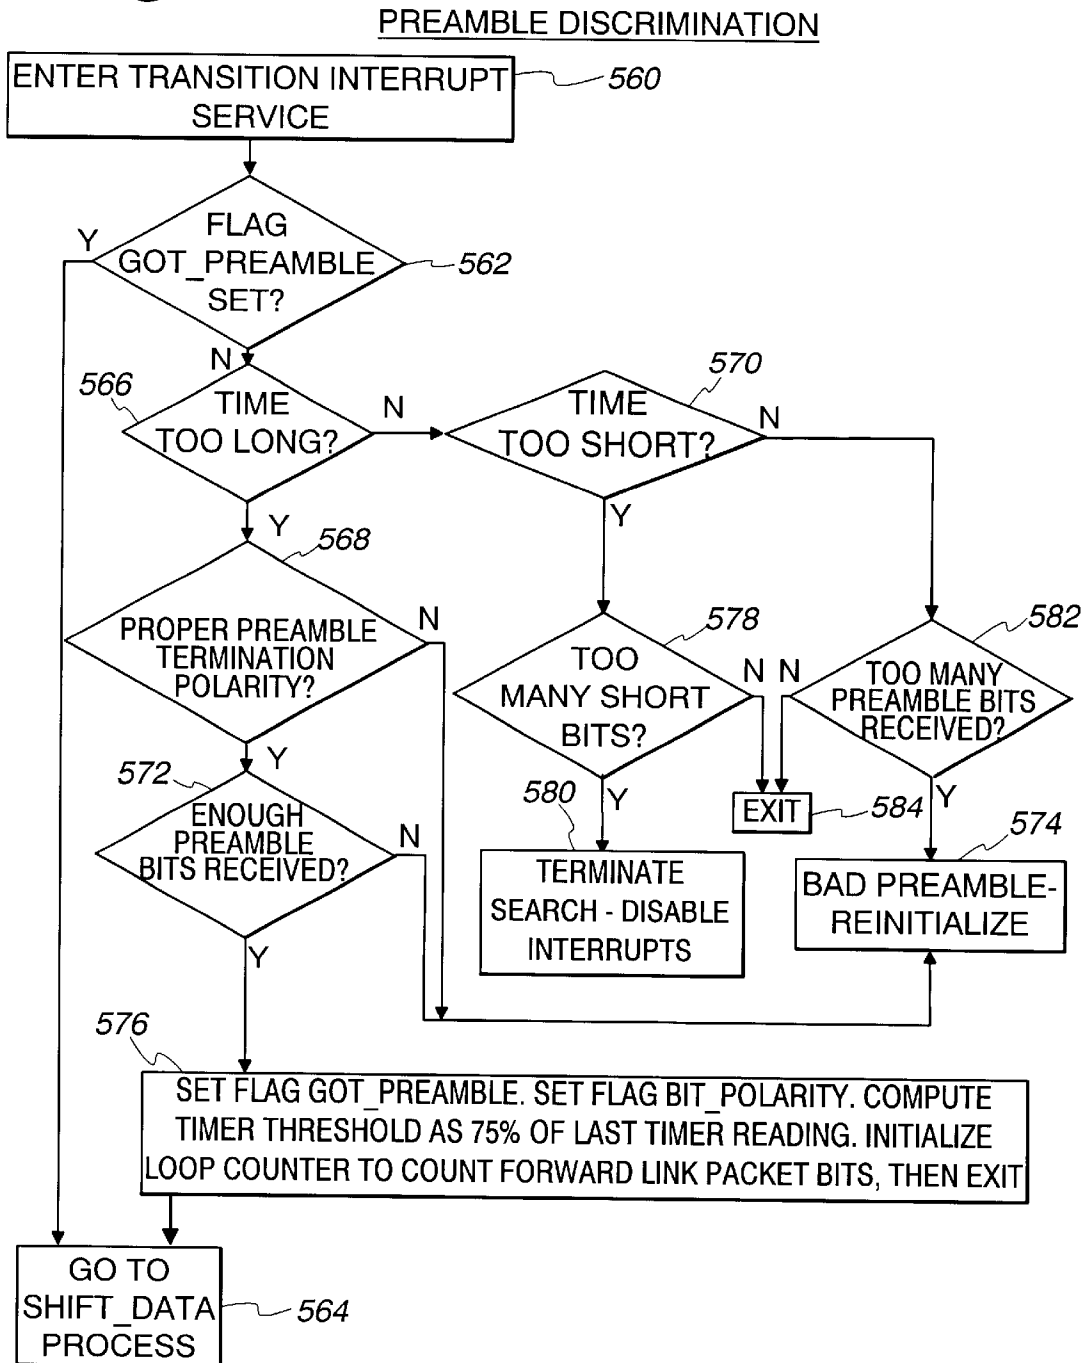 PREAMBLE DISCRIMINATION
ENTER TRANSITION INTERRUPT
SERVICE
560
FLAG
GOT_PREAMBLE
SET?
Y
562
N
566
TIME
TOO LONG?
N
570
TIME
TOO SHORT?
N
Y
Y
568
PROPER PREAMBLE
TERMINATION
POLARITY?
N
578
TOO
MANY SHORT
BITS?
N
582
N
TOO MANY
PREAMBLE BITS
RECEIVED?
Y
572
ENOUGH
PREAMBLE
BITS RECEIVED?
N
580
Y
EXIT
584
Y
574
TERMINATE
SEARCH - DISABLE
INTERRUPTS
BAD PREAMBLE-
REINITIALIZE
Y
576
SET FLAG GOT_PREAMBLE. SET FLAG BIT_POLARITY. COMPUTE
TIMER THRESHOLD AS 75% OF LAST TIMER READING. INITIALIZE
LOOP COUNTER TO COUNT FORWARD LINK PACKET BITS, THEN EXIT
GO TO
SHIFT_DATA
PROCESS
564